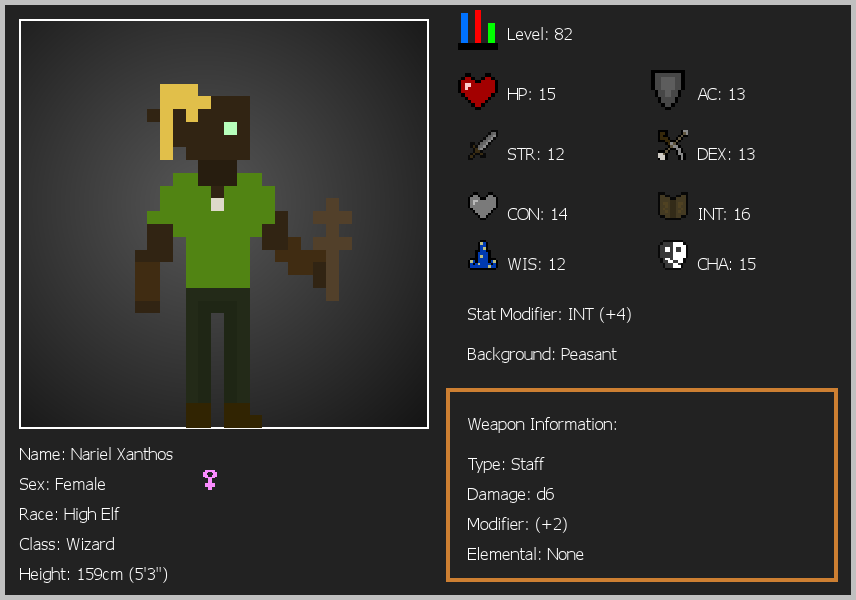 Level: 82
HP: 15
AC: 13
STR: 12
DEX: 13
CON: 14
INT: 16
WIS: 12
CHA: 15
Stat Modifier: INT (+4)
Background: Peasant
Weapon Information:
Type: Staff
Damage: d6
Modifier: (+2)
Elemental: None
Name: Nariel Xanthos
Sex: Female
Race: High Elf
Class: Wizard
Height: 159cm (5'3")